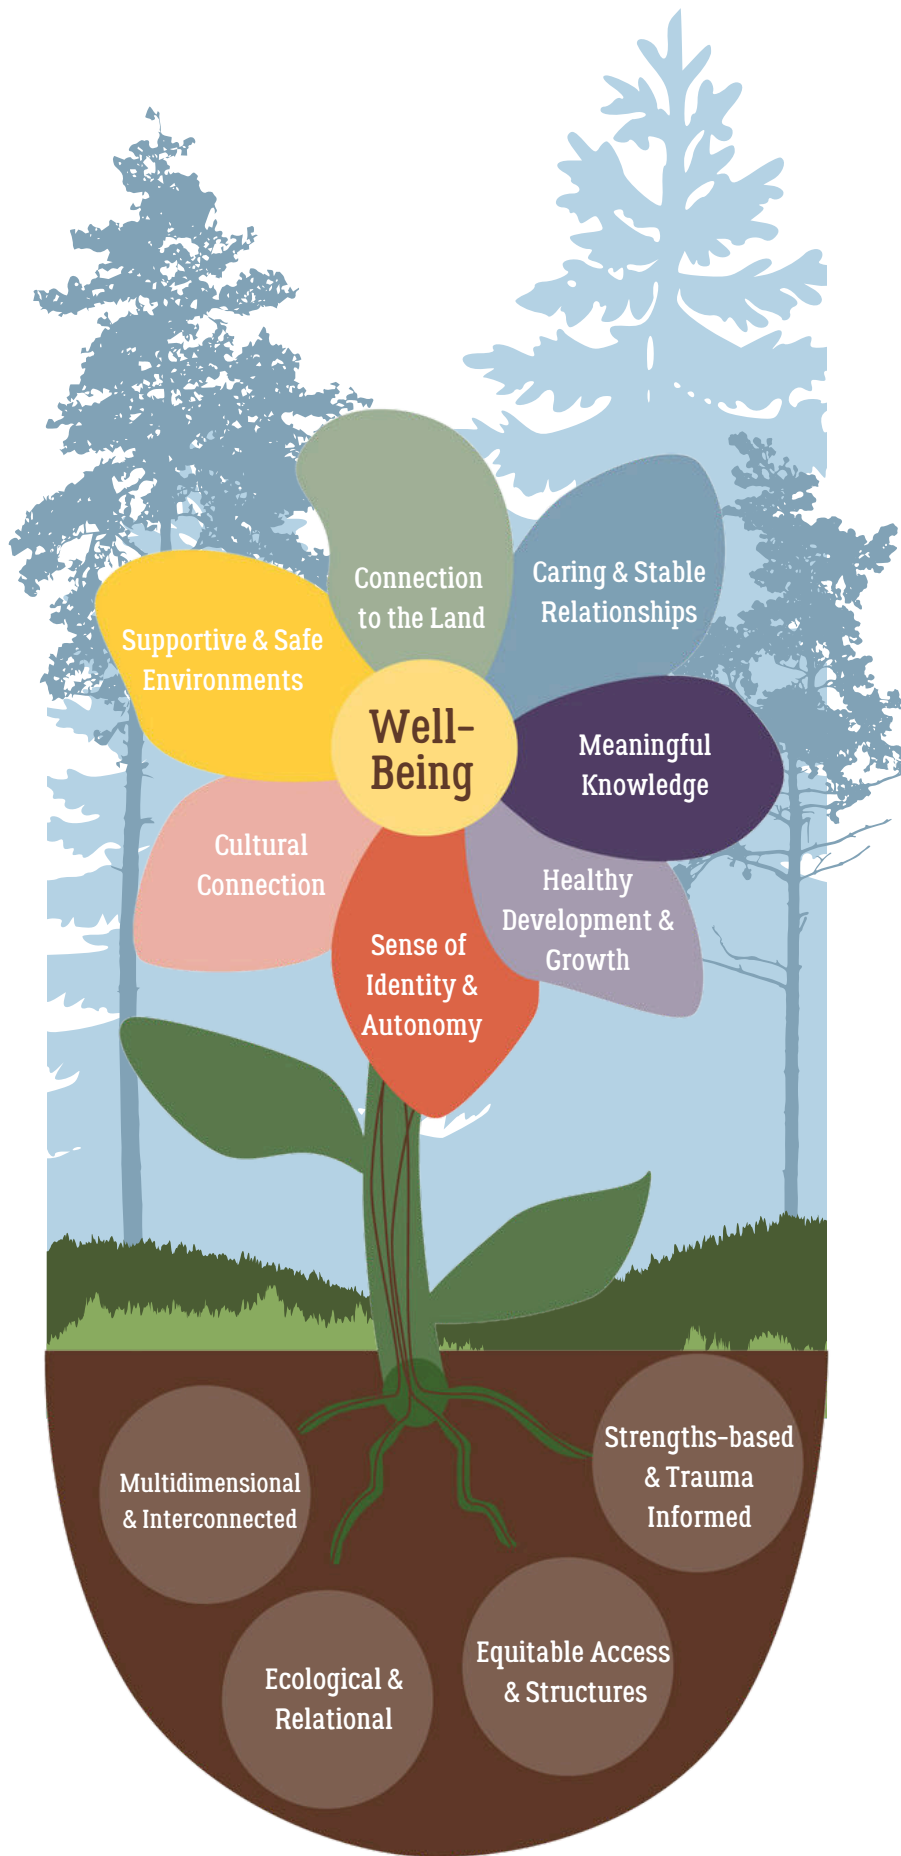 Connection
to the Land
Caring & Stable
Relationships
Supportive & Safe
Environments
Well-
Being
Meaningful
Knowledge
Cultural
Connection
Healthy
Development &
Growth
Sense of
Identity &
Autonomy
Strengths-based
& Trauma
Informed
Multidimensional
& Interconnected
Equitable Access
& Structures
Ecological &
Relational